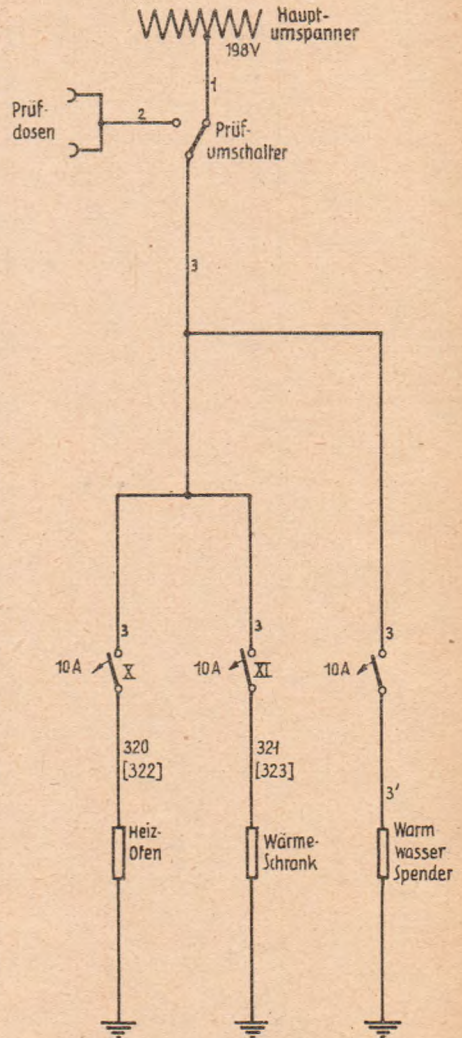 Haupt-
umspanner
198V
1
Prüf-
dosen
2
Prüf-
umschalter
3
3
3
3
10A
X
10A
XI
10A
320
[322]
321
[323]
3'
Heiz-
Ofen
Wärme-
Schrank
Warm
wasser
Spender